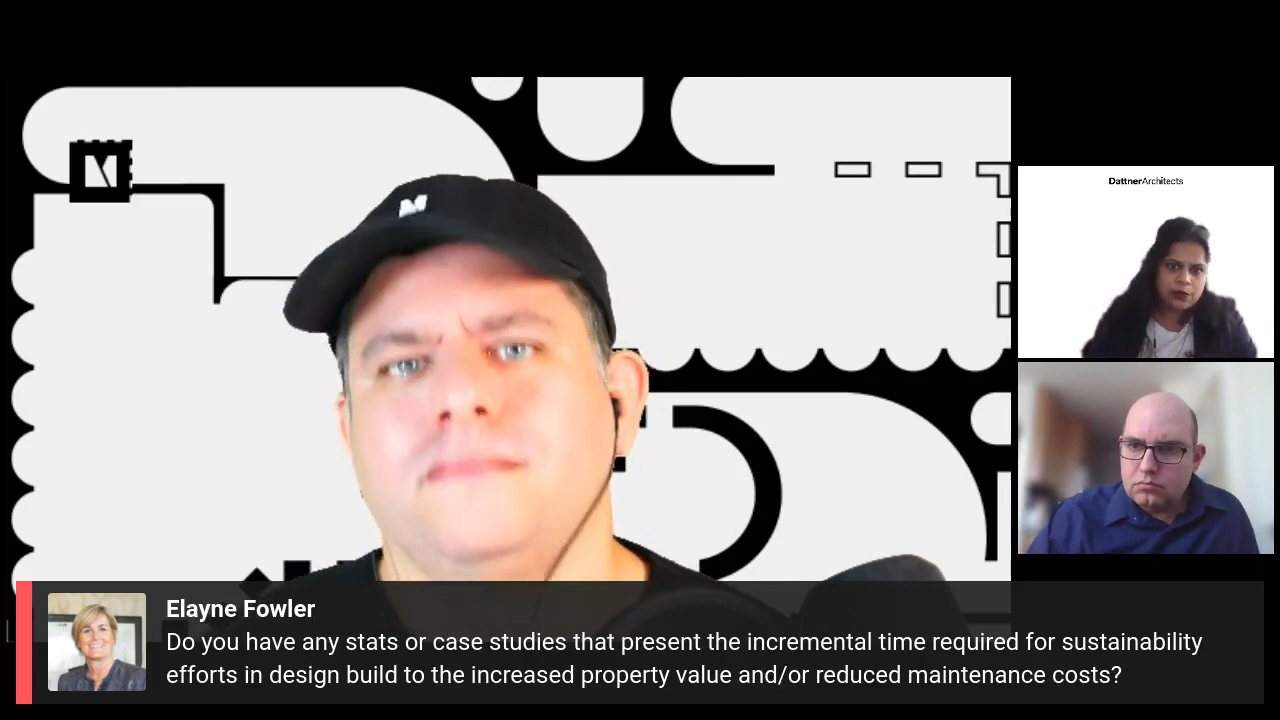 DattnerArchitects
Elayne Fowler
Do you have any stats or case studies that present the incremental time required for sustainability
efforts in design build to the increased property value and/or reduced maintenance costs?